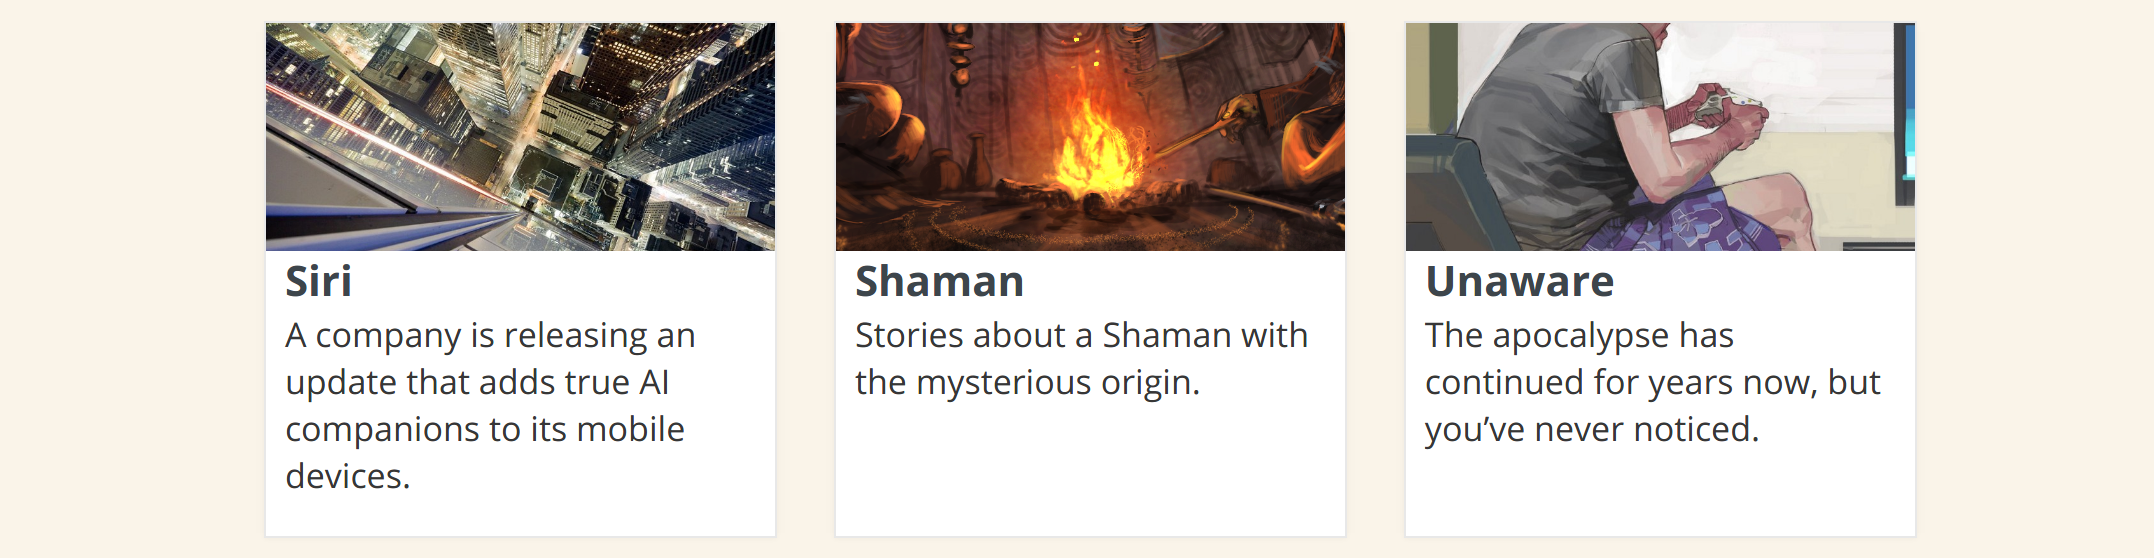 Siri
A company is releasing an
update that adds true AI
companions to its mobile
devices.
Shaman
Stories about a Shaman with
the mysterious origin.
Unaware
The apocalypse has
continued for years now, but
you’ve never noticed.